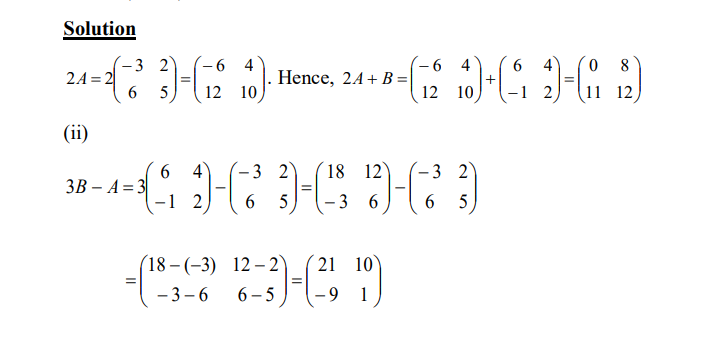 Solution
2A = 2(−3 2; 6 5) = (−6 4; 12 10). Hence, 2A + B = (−6 4; 12 10) + (6 4; −1 2) = (0 8; 11 12)
(ii)
3B − A = 3(6 4; −1 2) − (−3 2; 6 5) = (18 12; −3 6) − (−3 2; 6 5)
= (18 − (−3) 12 − 2; −3 − 6 6 − 5) = (21 10; −9 1)